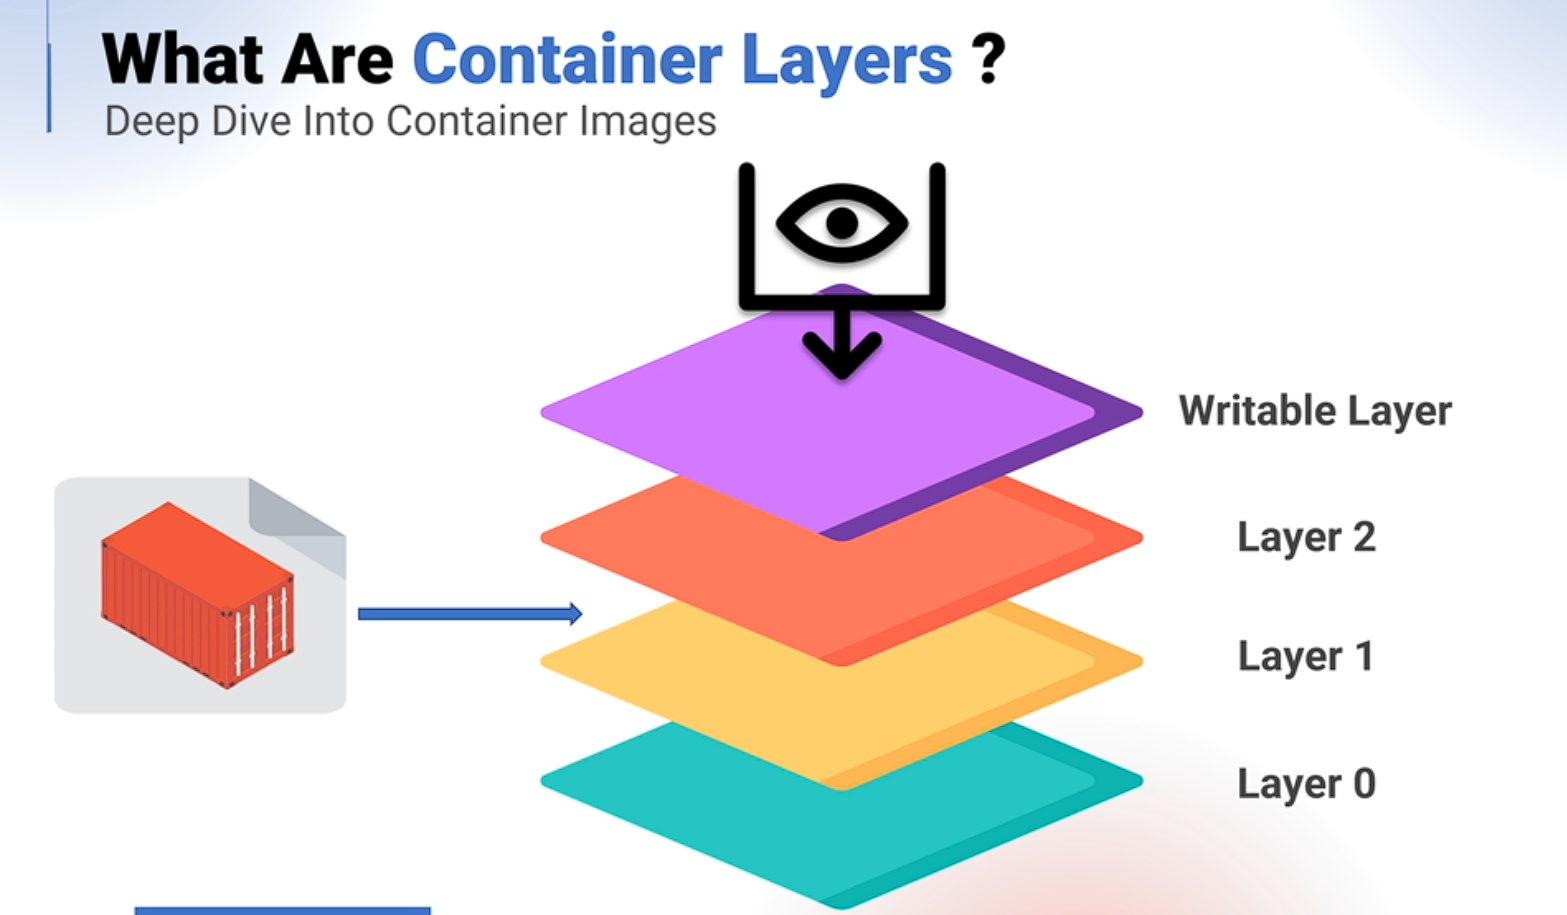 What Are Container Layers ?
Deep Dive Into Container Images
Writable Layer
Layer 2
Layer 1
Layer 0